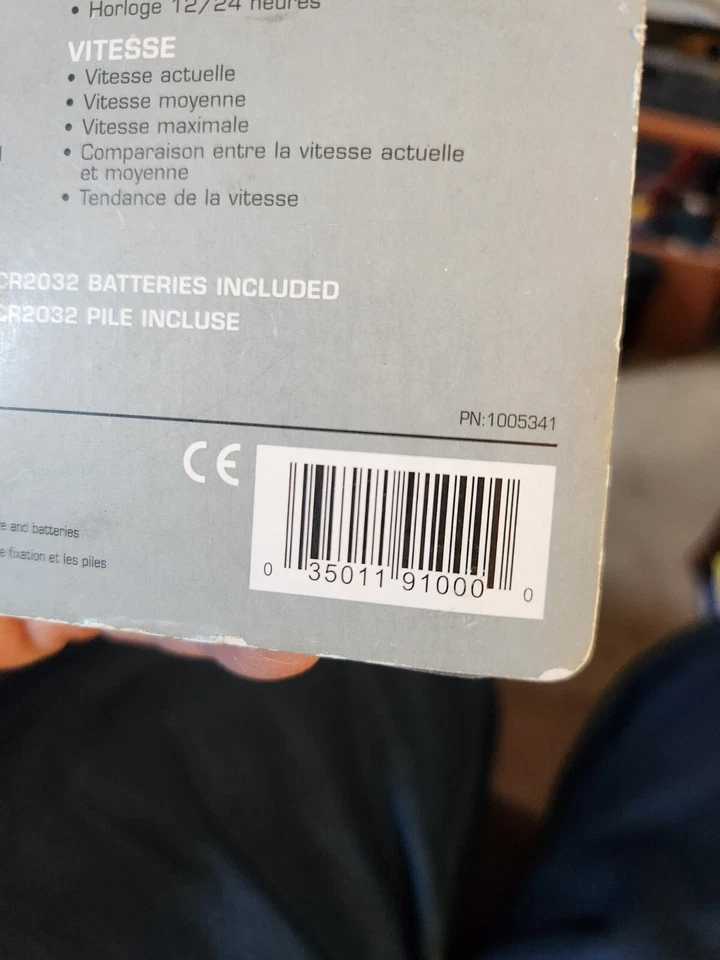 • Horloge 12/24 heures
VITESSE
• Vitesse actuelle
• Vitesse moyenne
• Vitesse maximale
• Comparaison entre la vitesse actuelle
et moyenne
• Tendance de la vitesse
CR2032 BATTERIES INCLUDED
CR2032 PILE INCLUSE
PN:1005341
CE
and batteries
fixation et les piles
0 35011 91000 0